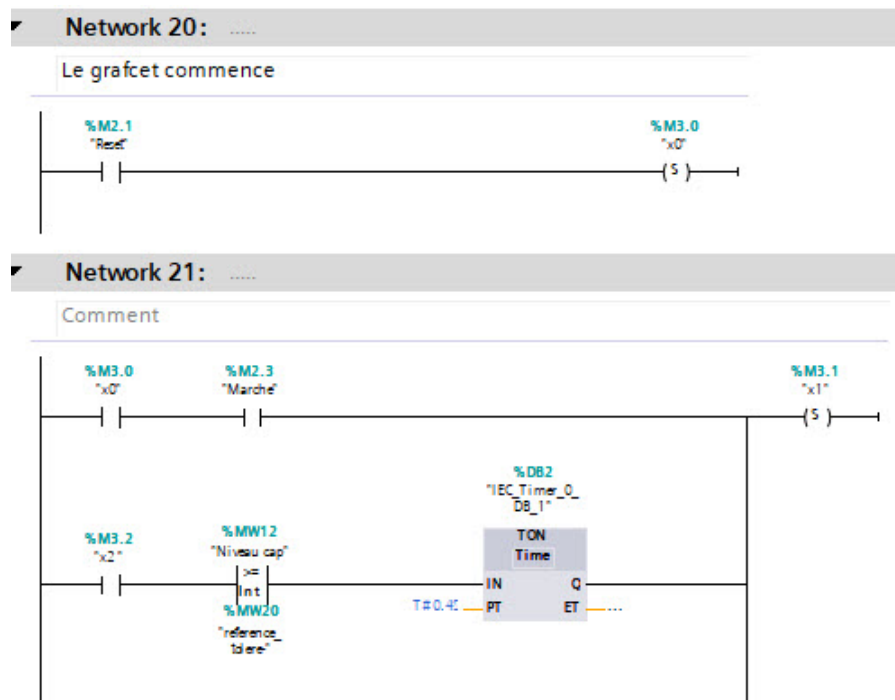 Network 20: .....
Le grafcet commence
%M2.1
"Reset"
%M3.0
"x0"
S
Network 21: .....
Comment
%M3.0
"x0"
%M2.3
"Marche"
%M3.1
"x1"
S
%DB2
"IEC_Timer_0_
DB_1"
TON
Time
%M3.2
"x2"
%MW12
"Niveau cap"
>=
Int
%MW20
"reference_
IN
Q
PT
ET
...